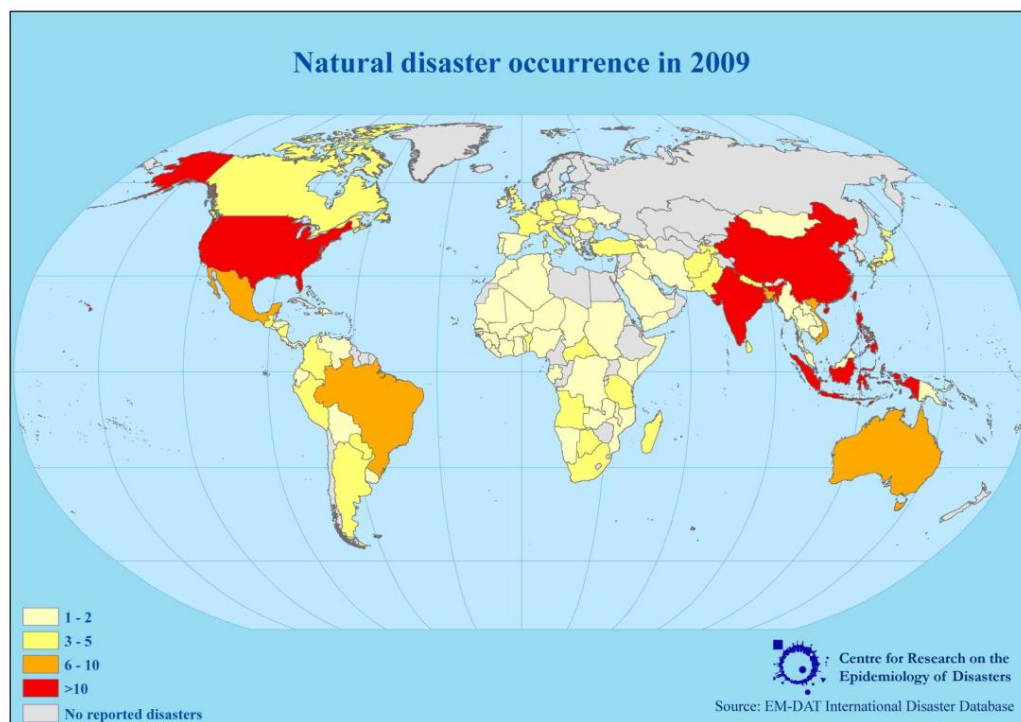 Natural disaster occurrence in 2009
1 - 2
3 - 5
6 - 10
>10
No reported disasters
Centre for Research on the
Epidemiology of Disasters
Source: EM-DAT International Disaster Database